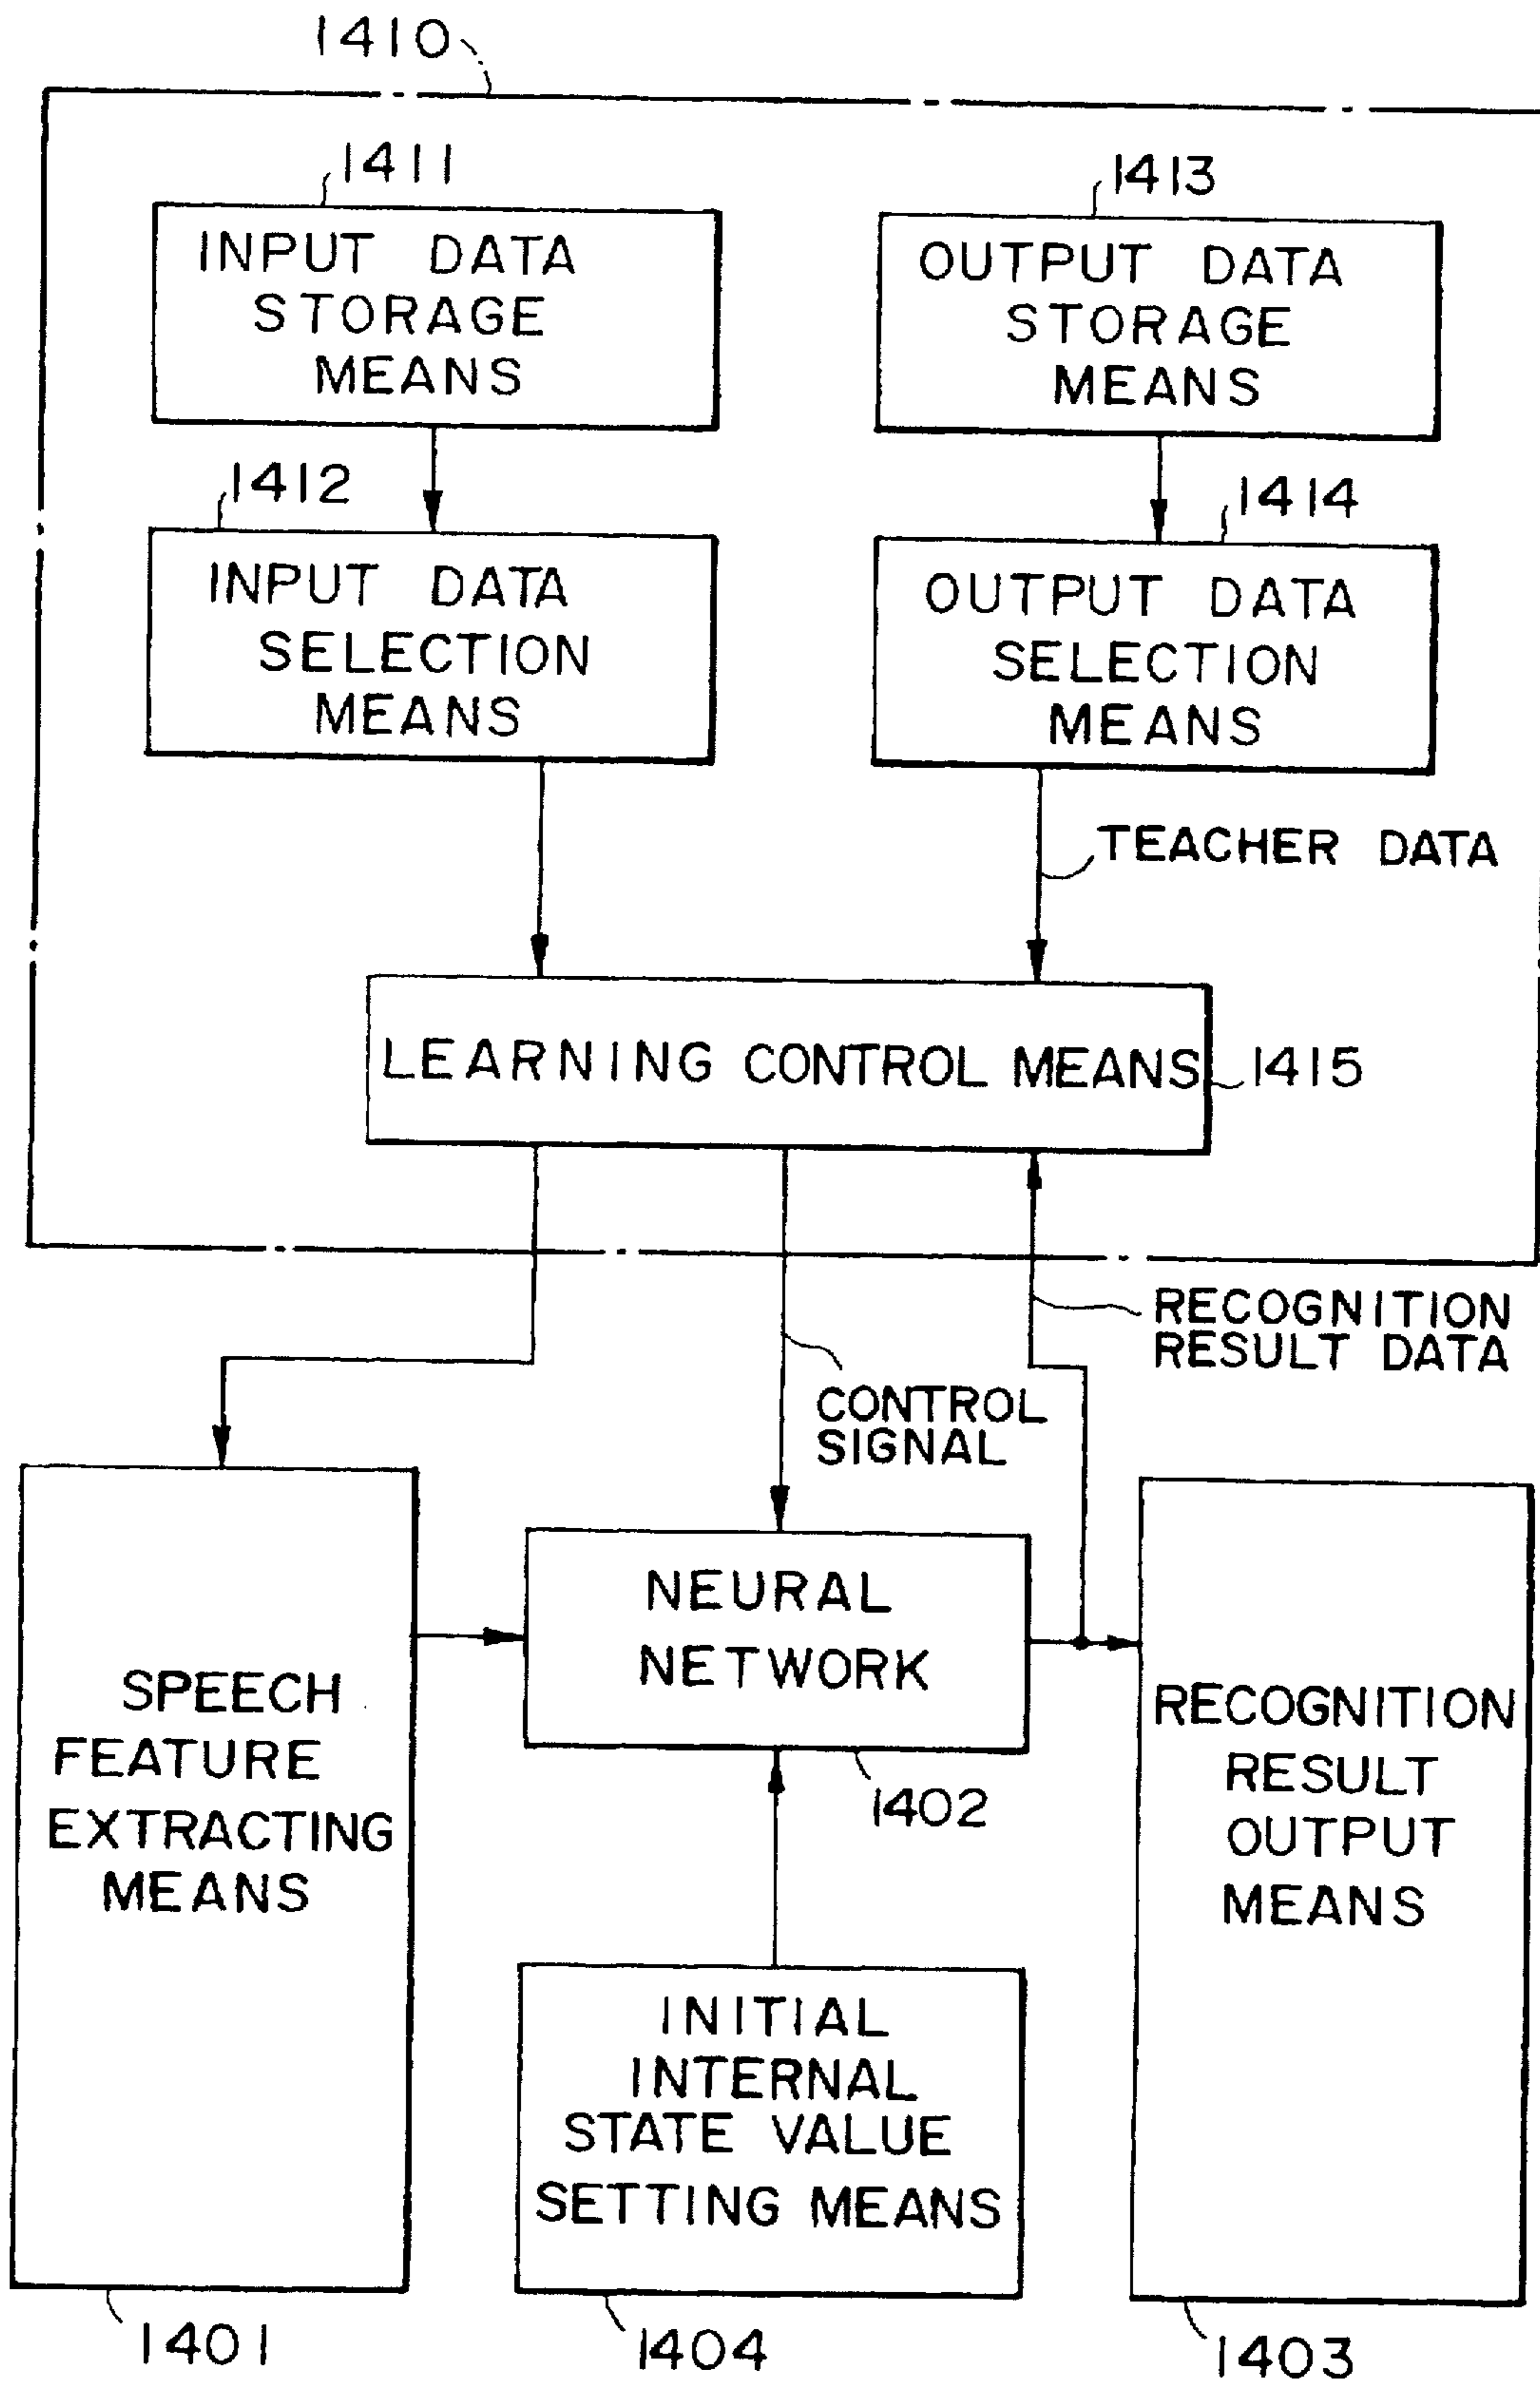 1410
1411
INPUT DATA
STORAGE
MEANS
1413
OUTPUT DATA
STORAGE
MEANS
1412
INPUT DATA
SELECTION
MEANS
1414
OUTPUT DATA
SELECTION
MEANS
TEACHER DATA
LEARNING CONTROL MEANS
1415
RECOGNITION
RESULT DATA
CONTROL
SIGNAL
SPEECH
FEATURE
EXTRACTING
MEANS
1401
NEURAL
NETWORK
1402
RECOGNITION
RESULT
OUTPUT
MEANS
1403
INITIAL
INTERNAL
STATE VALUE
SETTING MEANS
1404